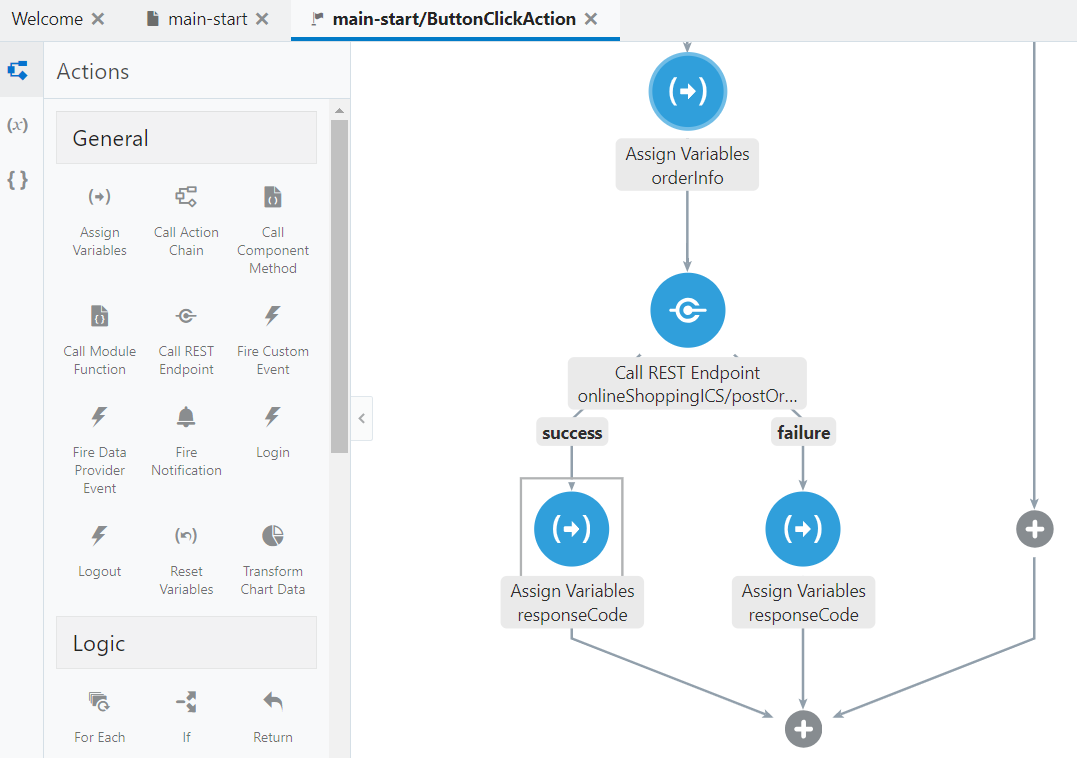 Welcome
main-start
main-start/ButtonClickAction
Actions
(x)
{ }
General
Assign
Variables
Call Action
Chain
Call
Component
Method
Call Module
Function
Call REST
Endpoint
Fire Custom
Event
Fire Data
Provider
Event
Fire
Notification
Login
Logout
Reset
Variables
Transform
Chart Data
Logic
For Each
If
Return
Assign Variables
orderInfo
Call REST Endpoint
onlineShoppingICS/postOr...
success
failure
Assign Variables
responseCode
Assign Variables
responseCode